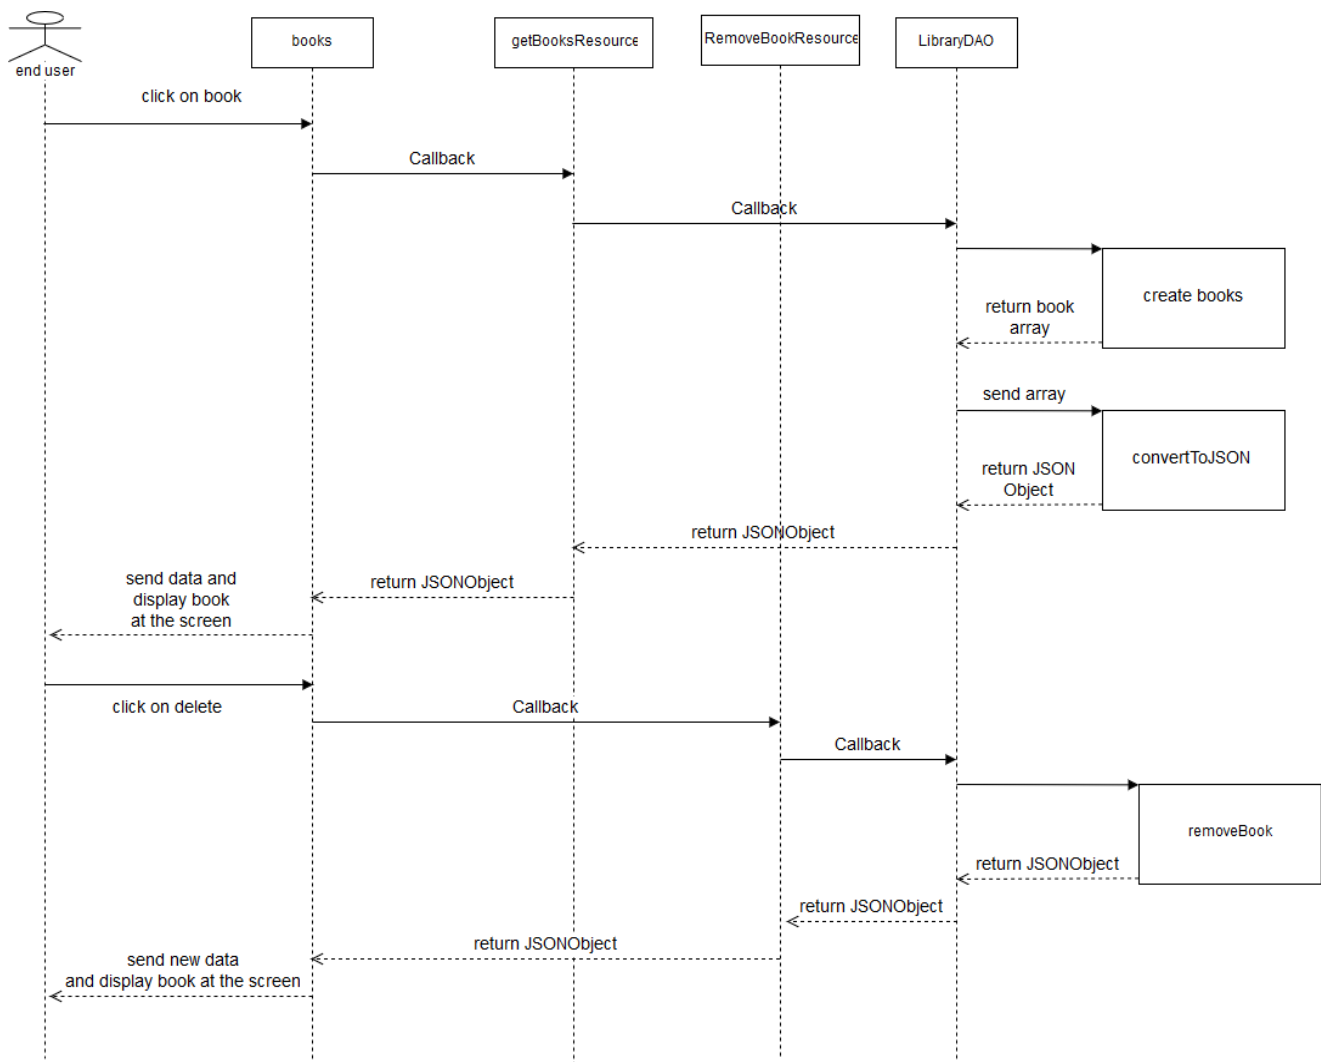 end user
books
getBooksResource
RemoveBookResource
LibraryDAO
click on book
Callback
Callback
create books
return book
array
send array
convertToJSON
return JSON
Object
return JSONObject
return JSONObject
send data and
display book
at the screen
click on delete
Callback
Callback
removeBook
return JSONObject
return JSONObject
return JSONObject
send new data
and display book at the screen